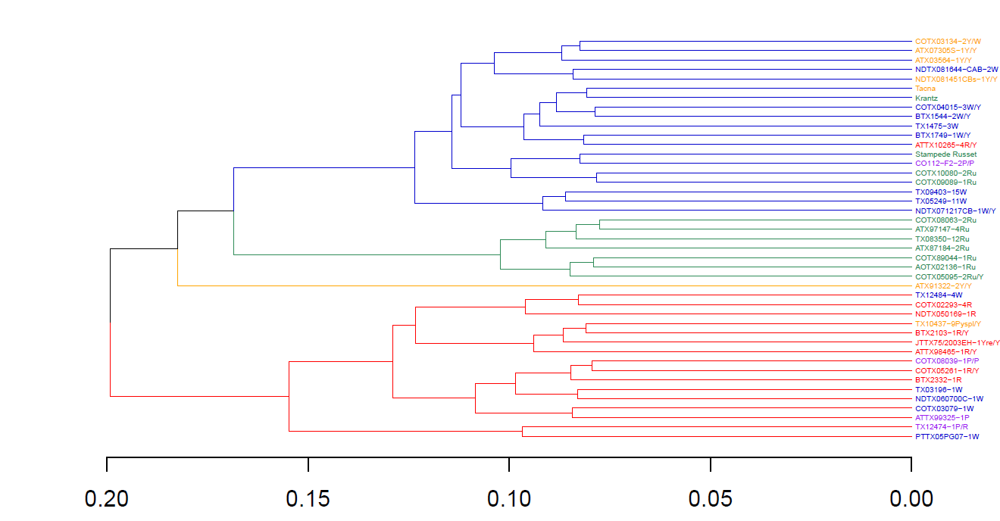 COTX03134−2Y/W
ATX07305S−1Y/Y
ATX03564−1Y/Y
NDTX081644−CAB−2W
NDTX081451CBs−1Y/Y
Tacna
Krantz
COTX04015−3W/Y
BTX1544−2W/Y
TX1475−3W
BTX1749−1W/Y
ATTX10265−4R/Y
Stampede Russet
CO112−F2−2P/P
COTX10080−2Ru
COTX09089−1Ru
TX09403−15W
TX05249−11W
NDTX071217CB−1W/Y
COTX08063−2Ru
ATX97147−4Ru
TX08350−12Ru
ATX87184−2Ru
COTX89044−1Ru
AOTX02136−1Ru
COTX05095−2Ru/Y
ATX91322−2Y/Y
TX12484−4W
COTX02293−4R
NDTX050169−1R
TX10437−9Pyspl/Y
BTX2103−1R/Y
JTTX75/2003EH−1Yre/Y
ATTX98465−1R/Y
COTX08039−1P/P
COTX05261−1R/Y
BTX2332−1R
TX03196−1W
NDTX060700C−1W
COTX03079−1W
ATTX99325−1P
TX12474−1P/R
PTTX05PG07−1W
0.20 0.15 0.10 0.05 0.00